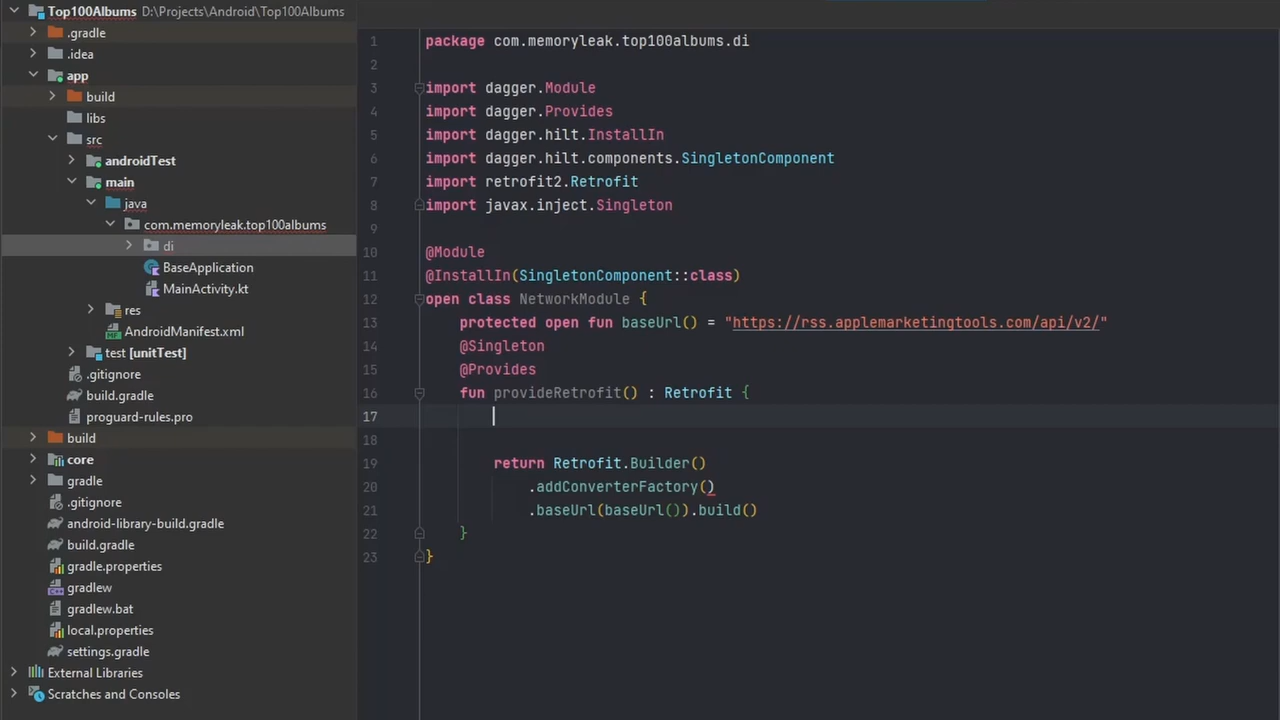 Top100Albums D:\Projects\Android\Top100Albums
.gradle
.idea
app
build
libs
src
androidTest
main
java
com.memoryleak.top100albums
di
BaseApplication
MainActivity.kt
res
AndroidManifest.xml
test [unitTest]
.gitignore
build.gradle
proguard-rules.pro
build
core
gradle
.gitignore
android-library-build.gradle
build.gradle
gradle.properties
gradlew
gradlew.bat
local.properties
settings.gradle
External Libraries
Scratches and Consoles
1 package com.memoryleak.top100albums.di
2
3 import dagger.Module
4 import dagger.Provides
5 import dagger.hilt.InstallIn
6 import dagger.hilt.components.SingletonComponent
7 import retrofit2.Retrofit
8 import javax.inject.Singleton
9
10 @Module
11 @InstallIn(SingletonComponent::class)
12 open class NetworkModule {
13 protected open fun baseUrl() = "https://rss.applemarketingtools.com/api/v2/"
14 @Singleton
15 @Provides
16 fun provideRetrofit() : Retrofit {
17
18
19 return Retrofit.Builder()
20 .addConverterFactory()
21 .baseUrl(baseUrl()).build()
22 }
23 }